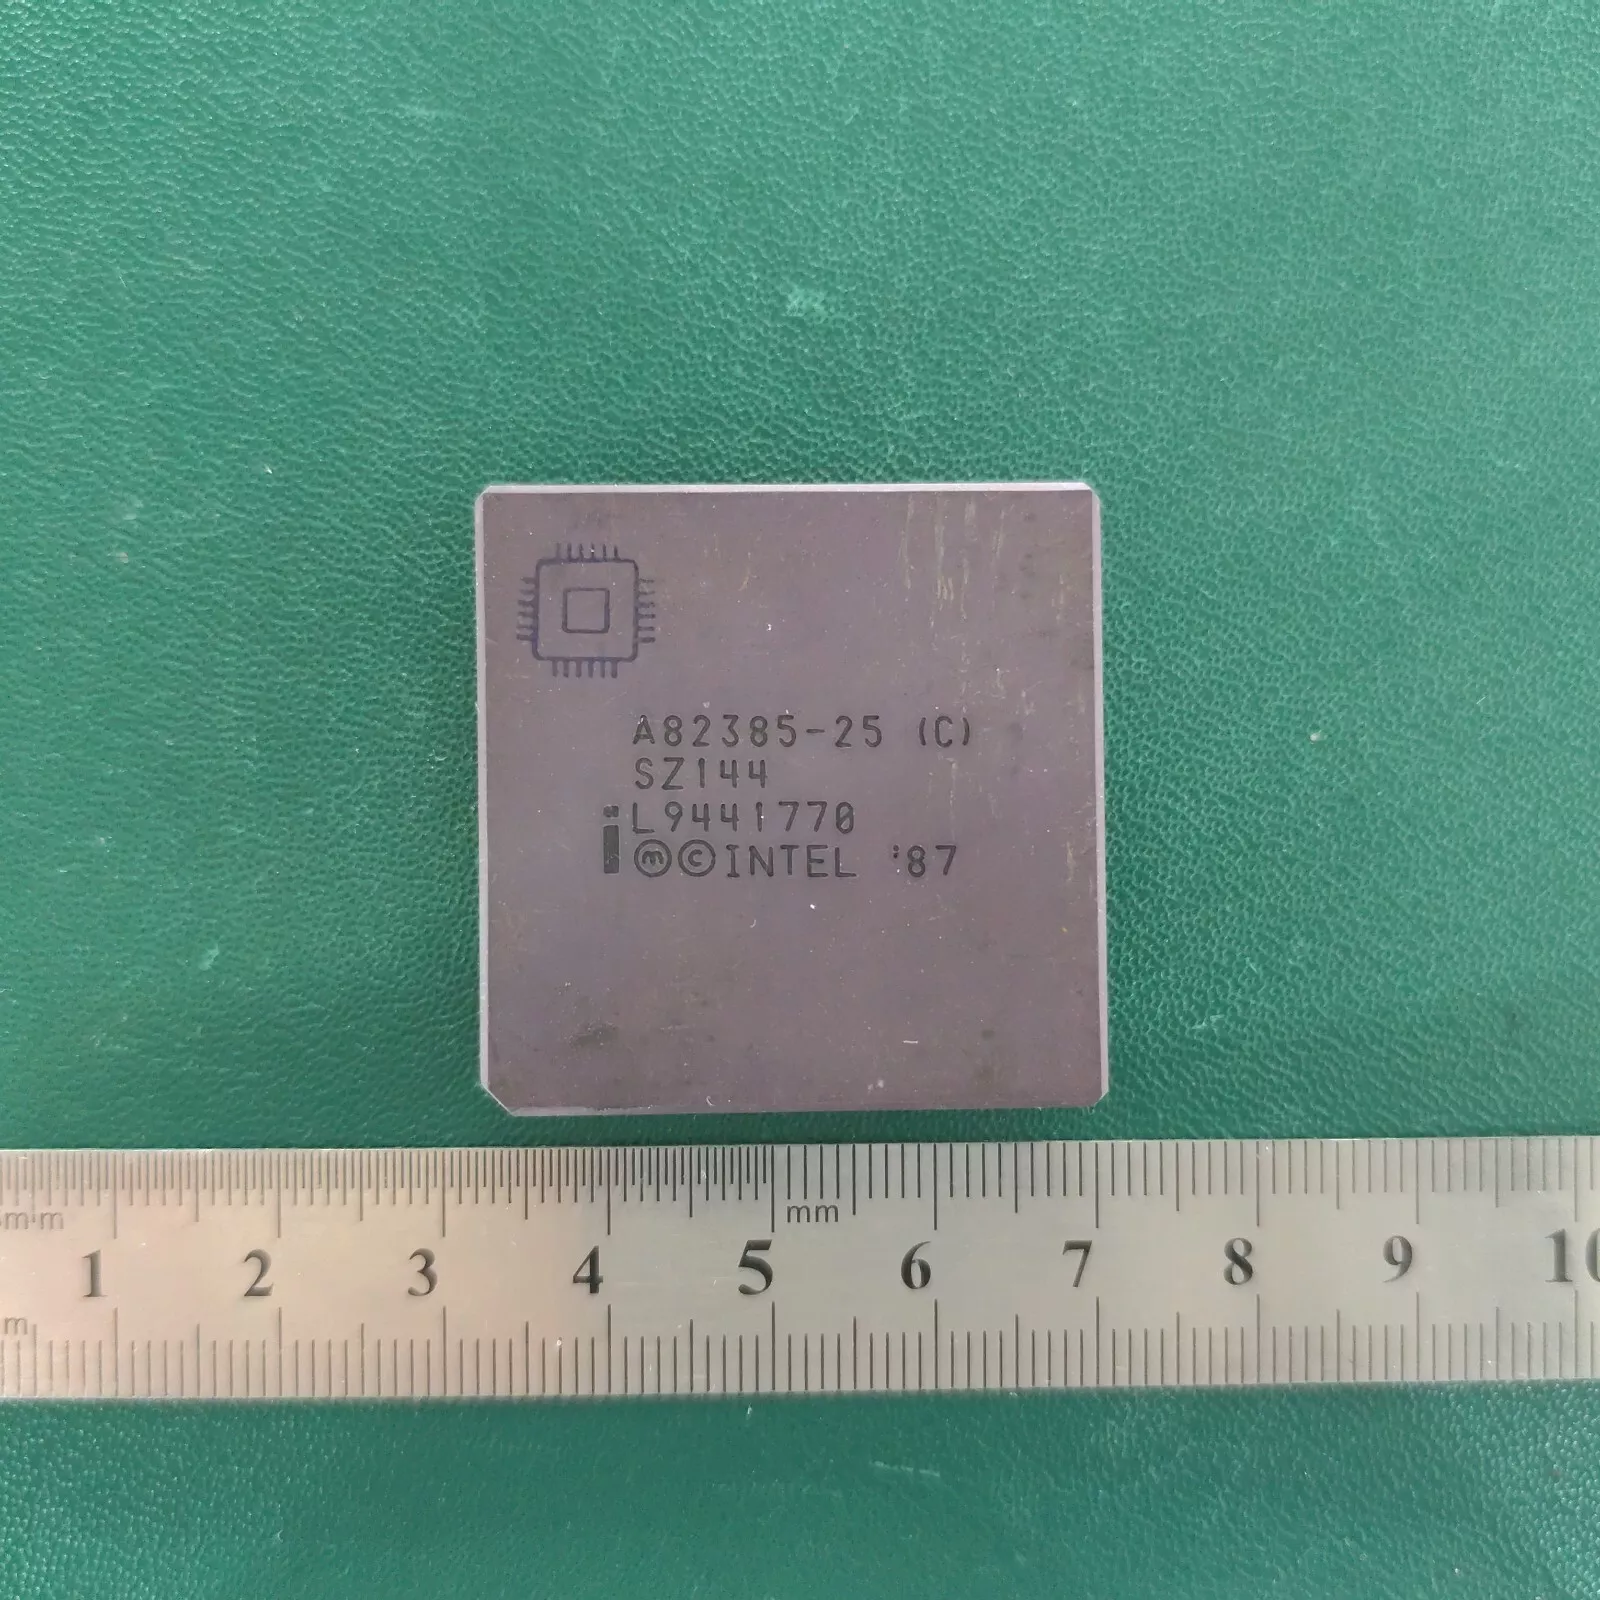 A82385-25 (C)
SZ144
L9441770
i ⓜ © INTEL '87
m·m
mm
1 2 3 4 5 6 7 8 9 10
m